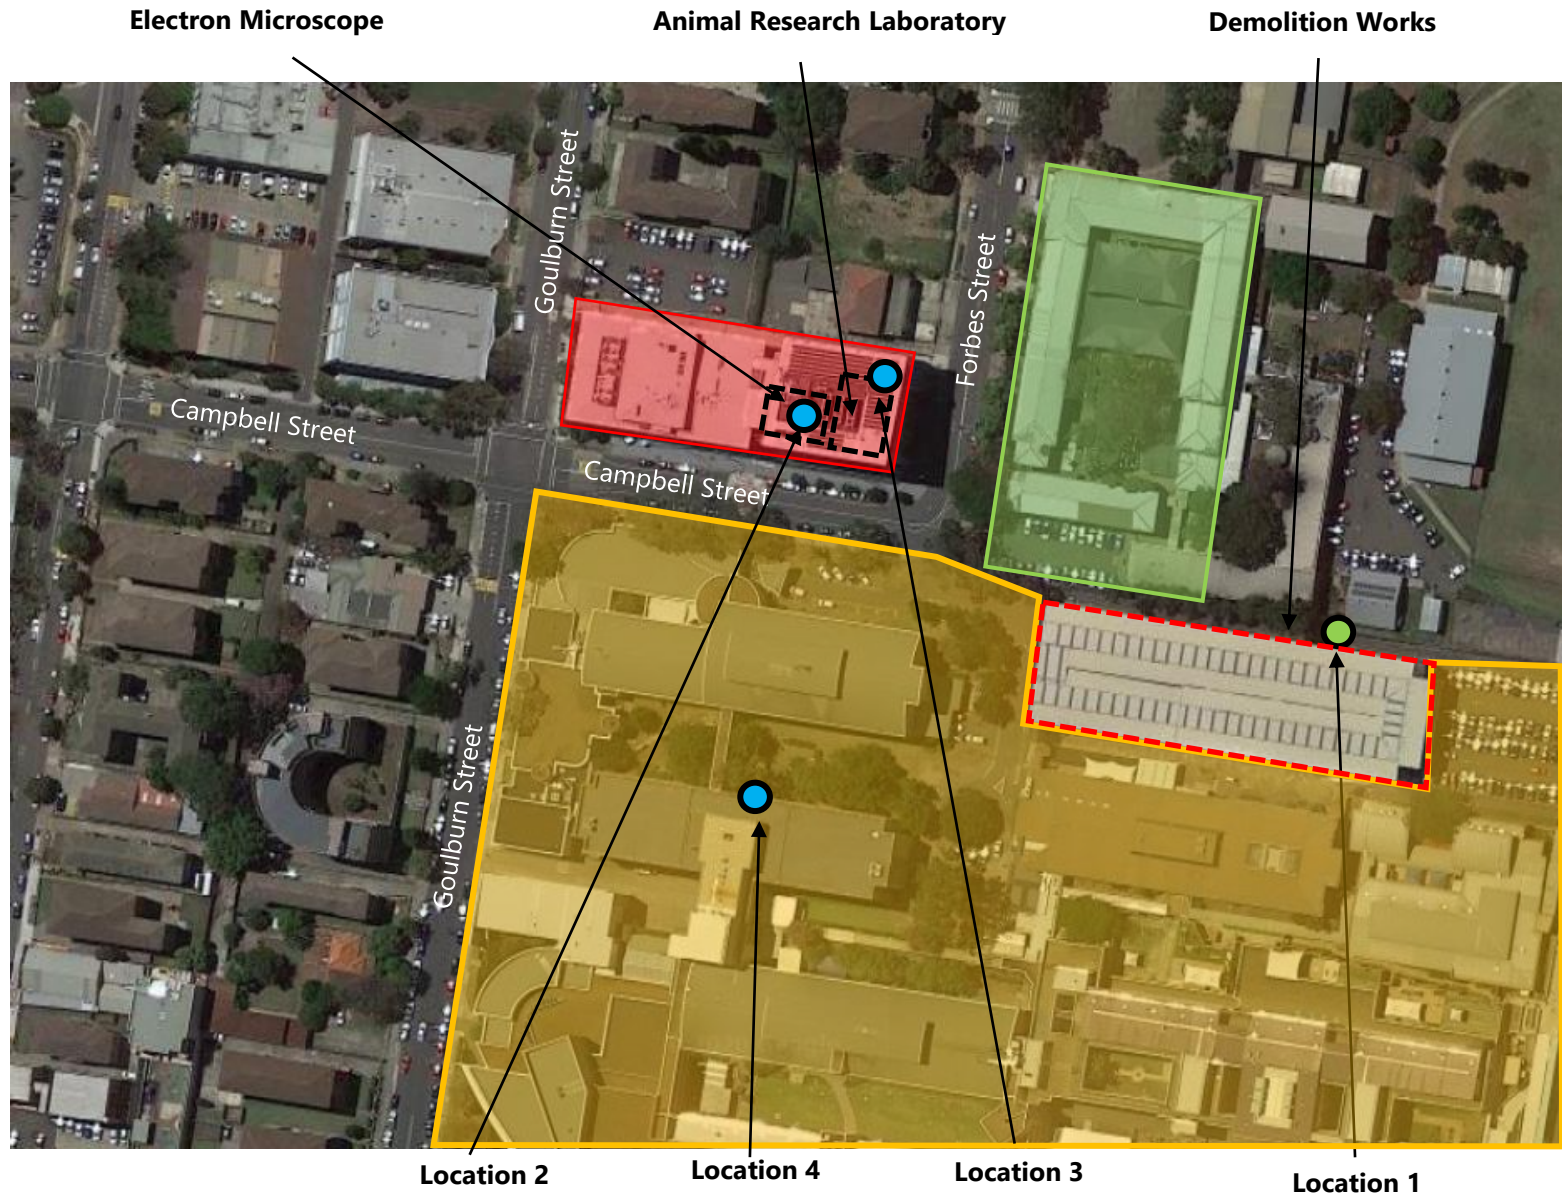 Electron Microscope
Animal Research Laboratory
Demolition Works
Goulburn Street
Forbes Street
Campbell Street
Campbell Street
Goulburn Street
Location 2
Location 4
Location 3
Location 1